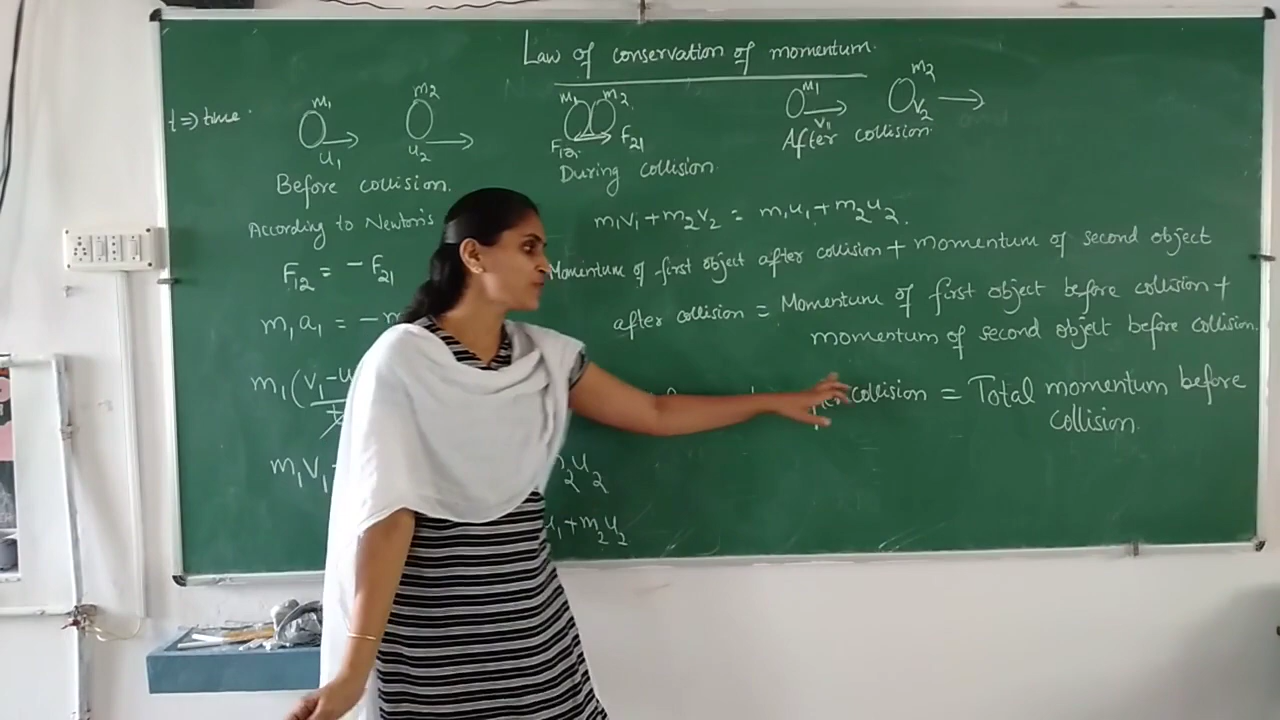 Law of conservation of momentum.
t => time.
m₁ m₂
u₁ u₂
Before collision.
m₁ m₂
F₁₂ F₂₁
During collision.
m₁ m₂
v₁ v₂
After collision.
According to Newton's
F₁₂ = - F₂₁
m₁a₁ = - m
m₁(v₁-u
t
m₁v₁
₂u₂
u₁ + m₂u₂
m₁v₁ + m₂v₂ = m₁u₁ + m₂u₂.
Momentum of first object after collision + momentum of second object
after collision = Momentum of first object before collision +
momentum of second object before collision.
collision = Total momentum before
collision.